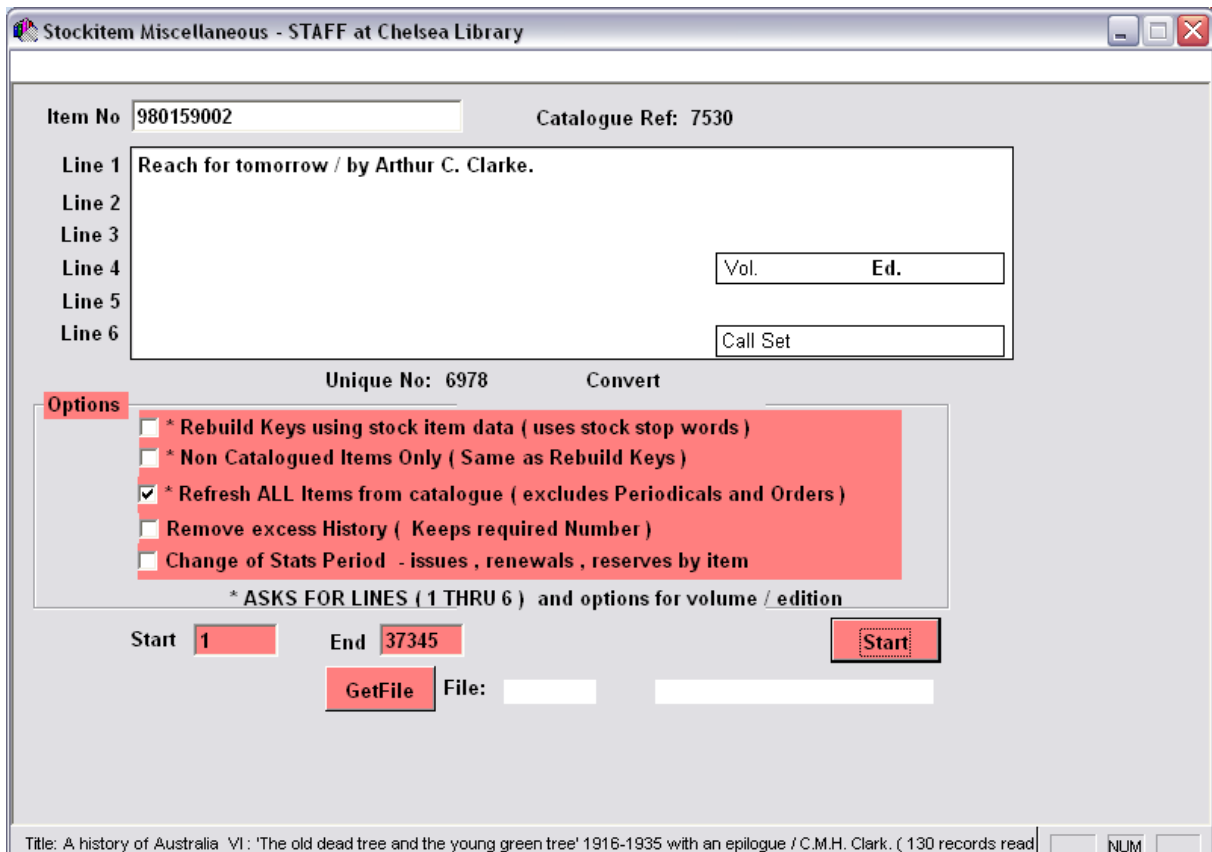 Stockitem Miscellaneous - STAFF at Chelsea Library
Item No 980159002 Catalogue Ref: 7530
Line 1 Reach for tomorrow / by Arthur C. Clarke.
Line 2
Line 3
Line 4 Vol. Ed.
Line 5
Line 6 Call Set
Unique No: 6978 Convert
Options
* Rebuild Keys using stock item data ( uses stock stop words )
* Non Catalogued Items Only ( Same as Rebuild Keys )
* Refresh ALL Items from catalogue ( excludes Periodicals and Orders )
Remove excess History ( Keeps required Number )
Change of Stats Period - issues , renewals , reserves by item
* ASKS FOR LINES ( 1 THRU 6 ) and options for volume / edition
Start 1 End 37345 Start
GetFile File:
Title: A history of Australia VI : 'The old dead tree and the young green tree' 1916-1935 with an epilogue / C.M.H. Clark. ( 130 records read NUM